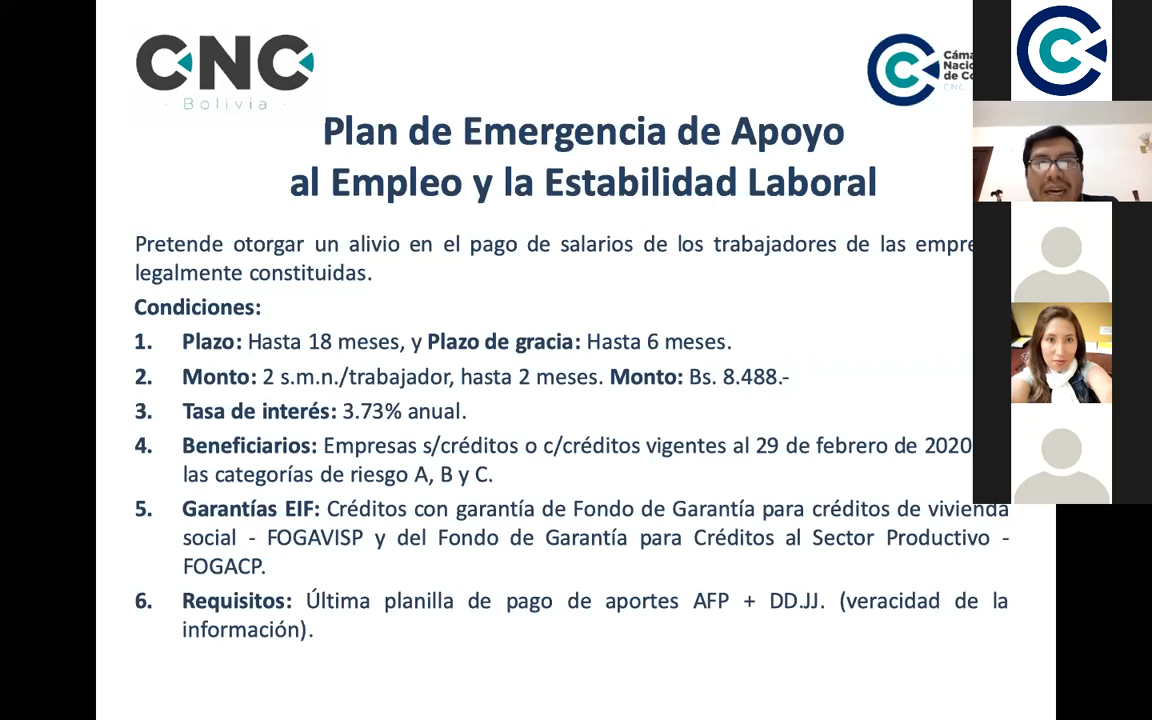 CNC
· Bolivia ·
Nacio
de Co
CNC
Plan de Emergencia de Apoyo
al Empleo y la Estabilidad Laboral
Pretende otorgar un alivio en el pago de salarios de los trabajadores de las empre
legalmente constituidas.
Condiciones:
1. Plazo: Hasta 18 meses, y Plazo de gracia: Hasta 6 meses.
2. Monto: 2 s.m.n./trabajador, hasta 2 meses. Monto: Bs. 8.488.-
3. Tasa de interés: 3.73% anual.
4. Beneficiarios: Empresas s/créditos o c/créditos vigentes al 29 de febrero de 2020
las categorías de riesgo A, B y C.
5. Garantías EIF: Créditos con garantía de Fondo de Garantía para créditos de vivienda
social - FOGAVISP y del Fondo de Garantía para Créditos al Sector Productivo -
FOGACP.
6. Requisitos: Última planilla de pago de aportes AFP + DD.JJ. (veracidad de la
información).